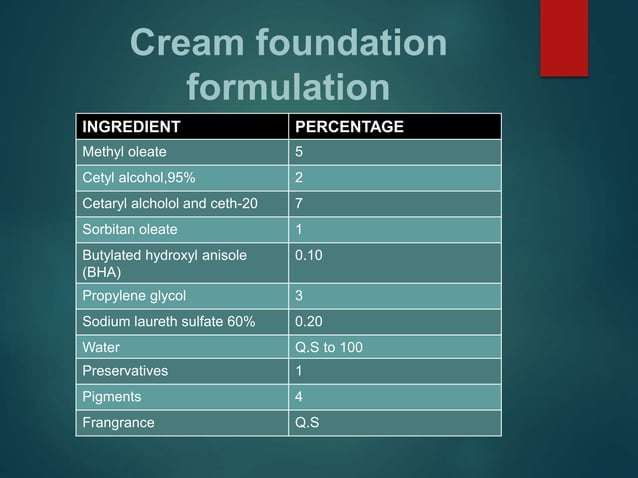 Cream foundation
formulation
INGREDIENT PERCENTAGE
Methyl oleate 5
Cetyl alcohol,95% 2
Cetaryl alcholol and ceth-20 7
Sorbitan oleate 1
Butylated hydroxyl anisole 0.10
(BHA)
Propylene glycol 3
Sodium laureth sulfate 60% 0.20
Water Q.S to 100
Preservatives 1
Pigments 4
Frangrance Q.S